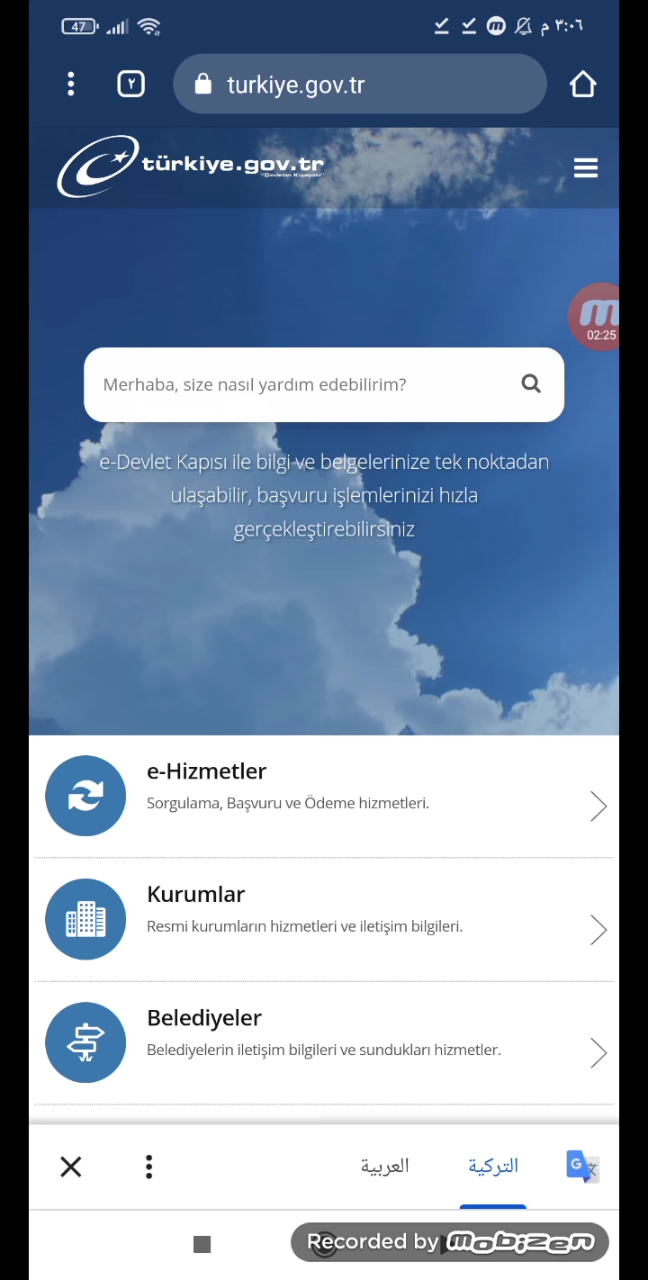 47
٣:٠٦ م
٢
turkiye.gov.tr
türkiye.gov.tr
"Devletin Kısayolu"
02:25
Merhaba, size nasıl yardım edebilirim?
e-Devlet Kapısı ile bilgi ve belgelerinize tek noktadan
ulaşabilir, başvuru işlemlerinizi hızla
gerçekleştirebilirsiniz
e-Hizmetler
Sorgulama, Başvuru ve Ödeme hizmetleri.
Kurumlar
Resmi kurumların hizmetleri ve iletişim bilgileri.
Belediyeler
Belediyelerin iletişim bilgileri ve sundukları hizmetler.
التركية
العربية
Recorded by mobizen